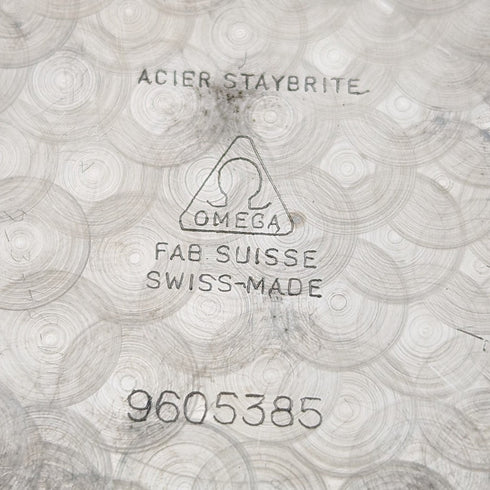 ACIER STAYBRITE
Ω
OMEGA
FAB. SUISSE
SWISS-MADE
9605385